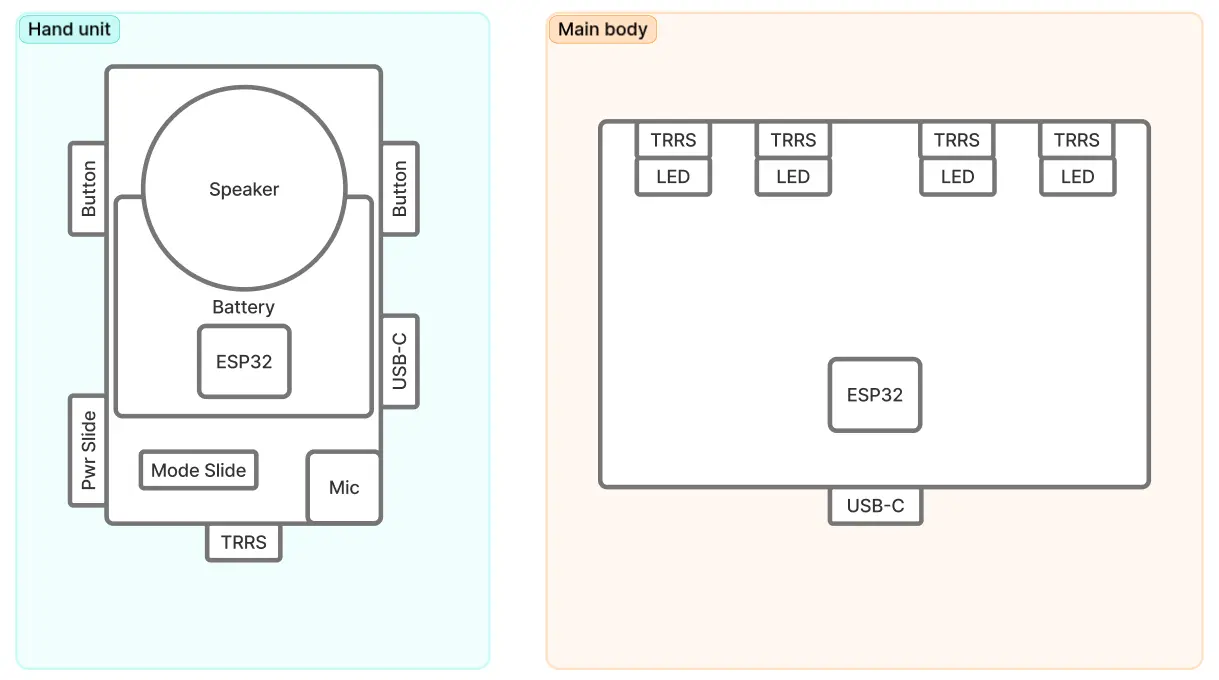 Hand unit
Speaker
Button
Button
Battery
ESP32
USB-C
Pwr Slide
Mode Slide
Mic
TRRS
Main body
TRRS
TRRS
TRRS
TRRS
LED
LED
LED
LED
ESP32
USB-C